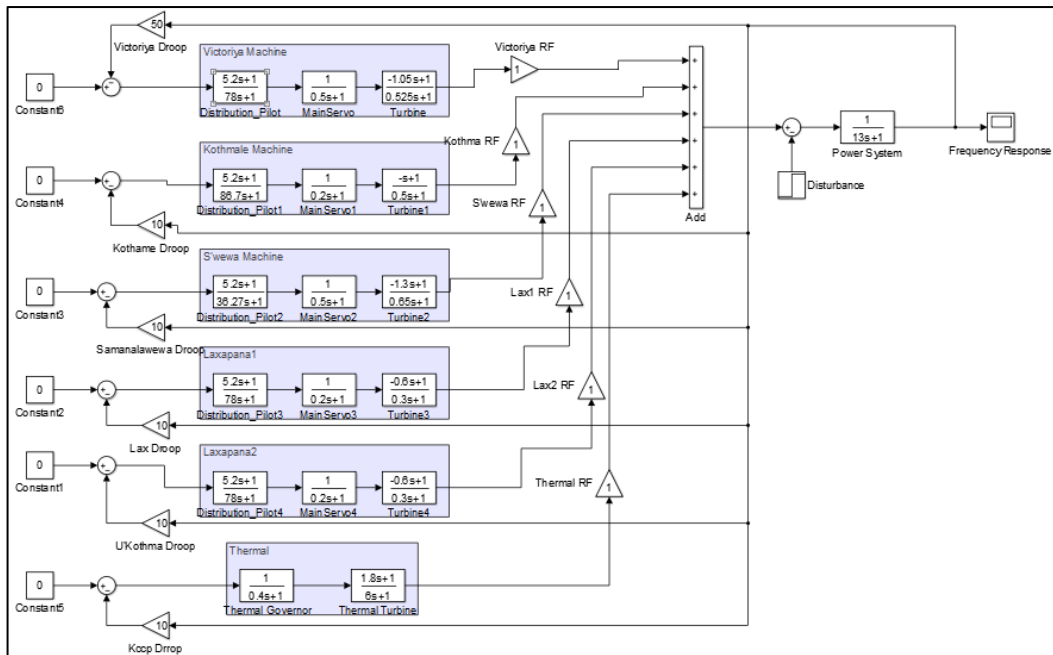 50
Victoriya Droop
Victoriya Machine
Victoriya RF
0
Constant6
5.2s+1
78s+1
Distribution_Pilot
1
0.5s+1
MainServo
-1.05s+1
0.525s+1
Turbine
1
Kothma RF
1
Kothmale Machine
0
Constant4
5.2s+1
86.7s+1
Distribution_Pilot1
1
0.2s+1
MainServo1
-s+1
0.5s+1
Turbine1
10
Kothame Droop
S'wewa RF
1
Add
1
13s+1
Power System
Frequency Response
Disturbance
S'wewa Machine
0
Constant3
5.2s+1
36.27s+1
Distribution_Pilot2
1
0.5s+1
MainServo2
-1.3s+1
0.65s+1
Turbine2
10
Samanalawewa Droop
Lax1 RF
1
Laxapana1
0
Constant2
5.2s+1
78s+1
Distribution_Pilot3
1
0.2s+1
MainServo3
-0.6s+1
0.3s+1
Turbine3
10
Lax Droop
Lax2 RF
1
Laxapana2
0
Constant1
5.2s+1
78s+1
Distribution_Pilot4
1
0.2s+1
MainServo4
-0.6s+1
0.3s+1
Turbine4
10
U'Kothma Droop
Thermal RF
1
Thermal
0
Constant5
1
0.4s+1
Thermal Governor
1.8s+1
6s+1
Thermal Turbine
10
Kccp Drrop